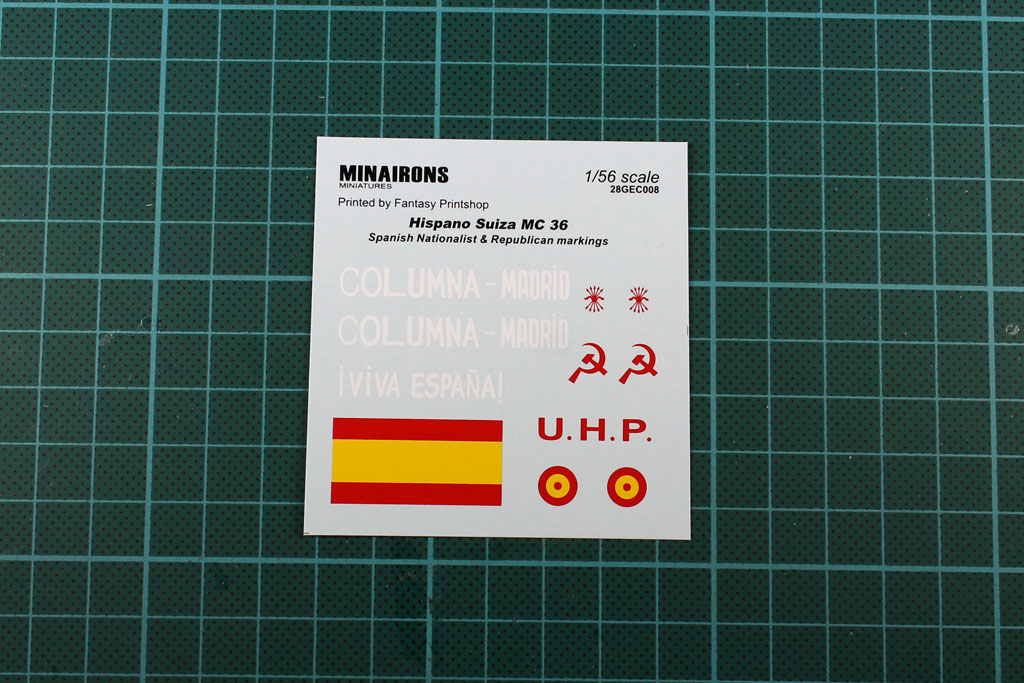 MINAIRONS
MINIATURES
1/56 scale
28GEC008
Printed by Fantasy Printshop
Hispano Suiza MC 36
Spanish Nationalist & Republican markings
COLUMNA - MADRiD
COLUMNA - MADRiD
¡ViVA ESPAÑA!
U.H.P.